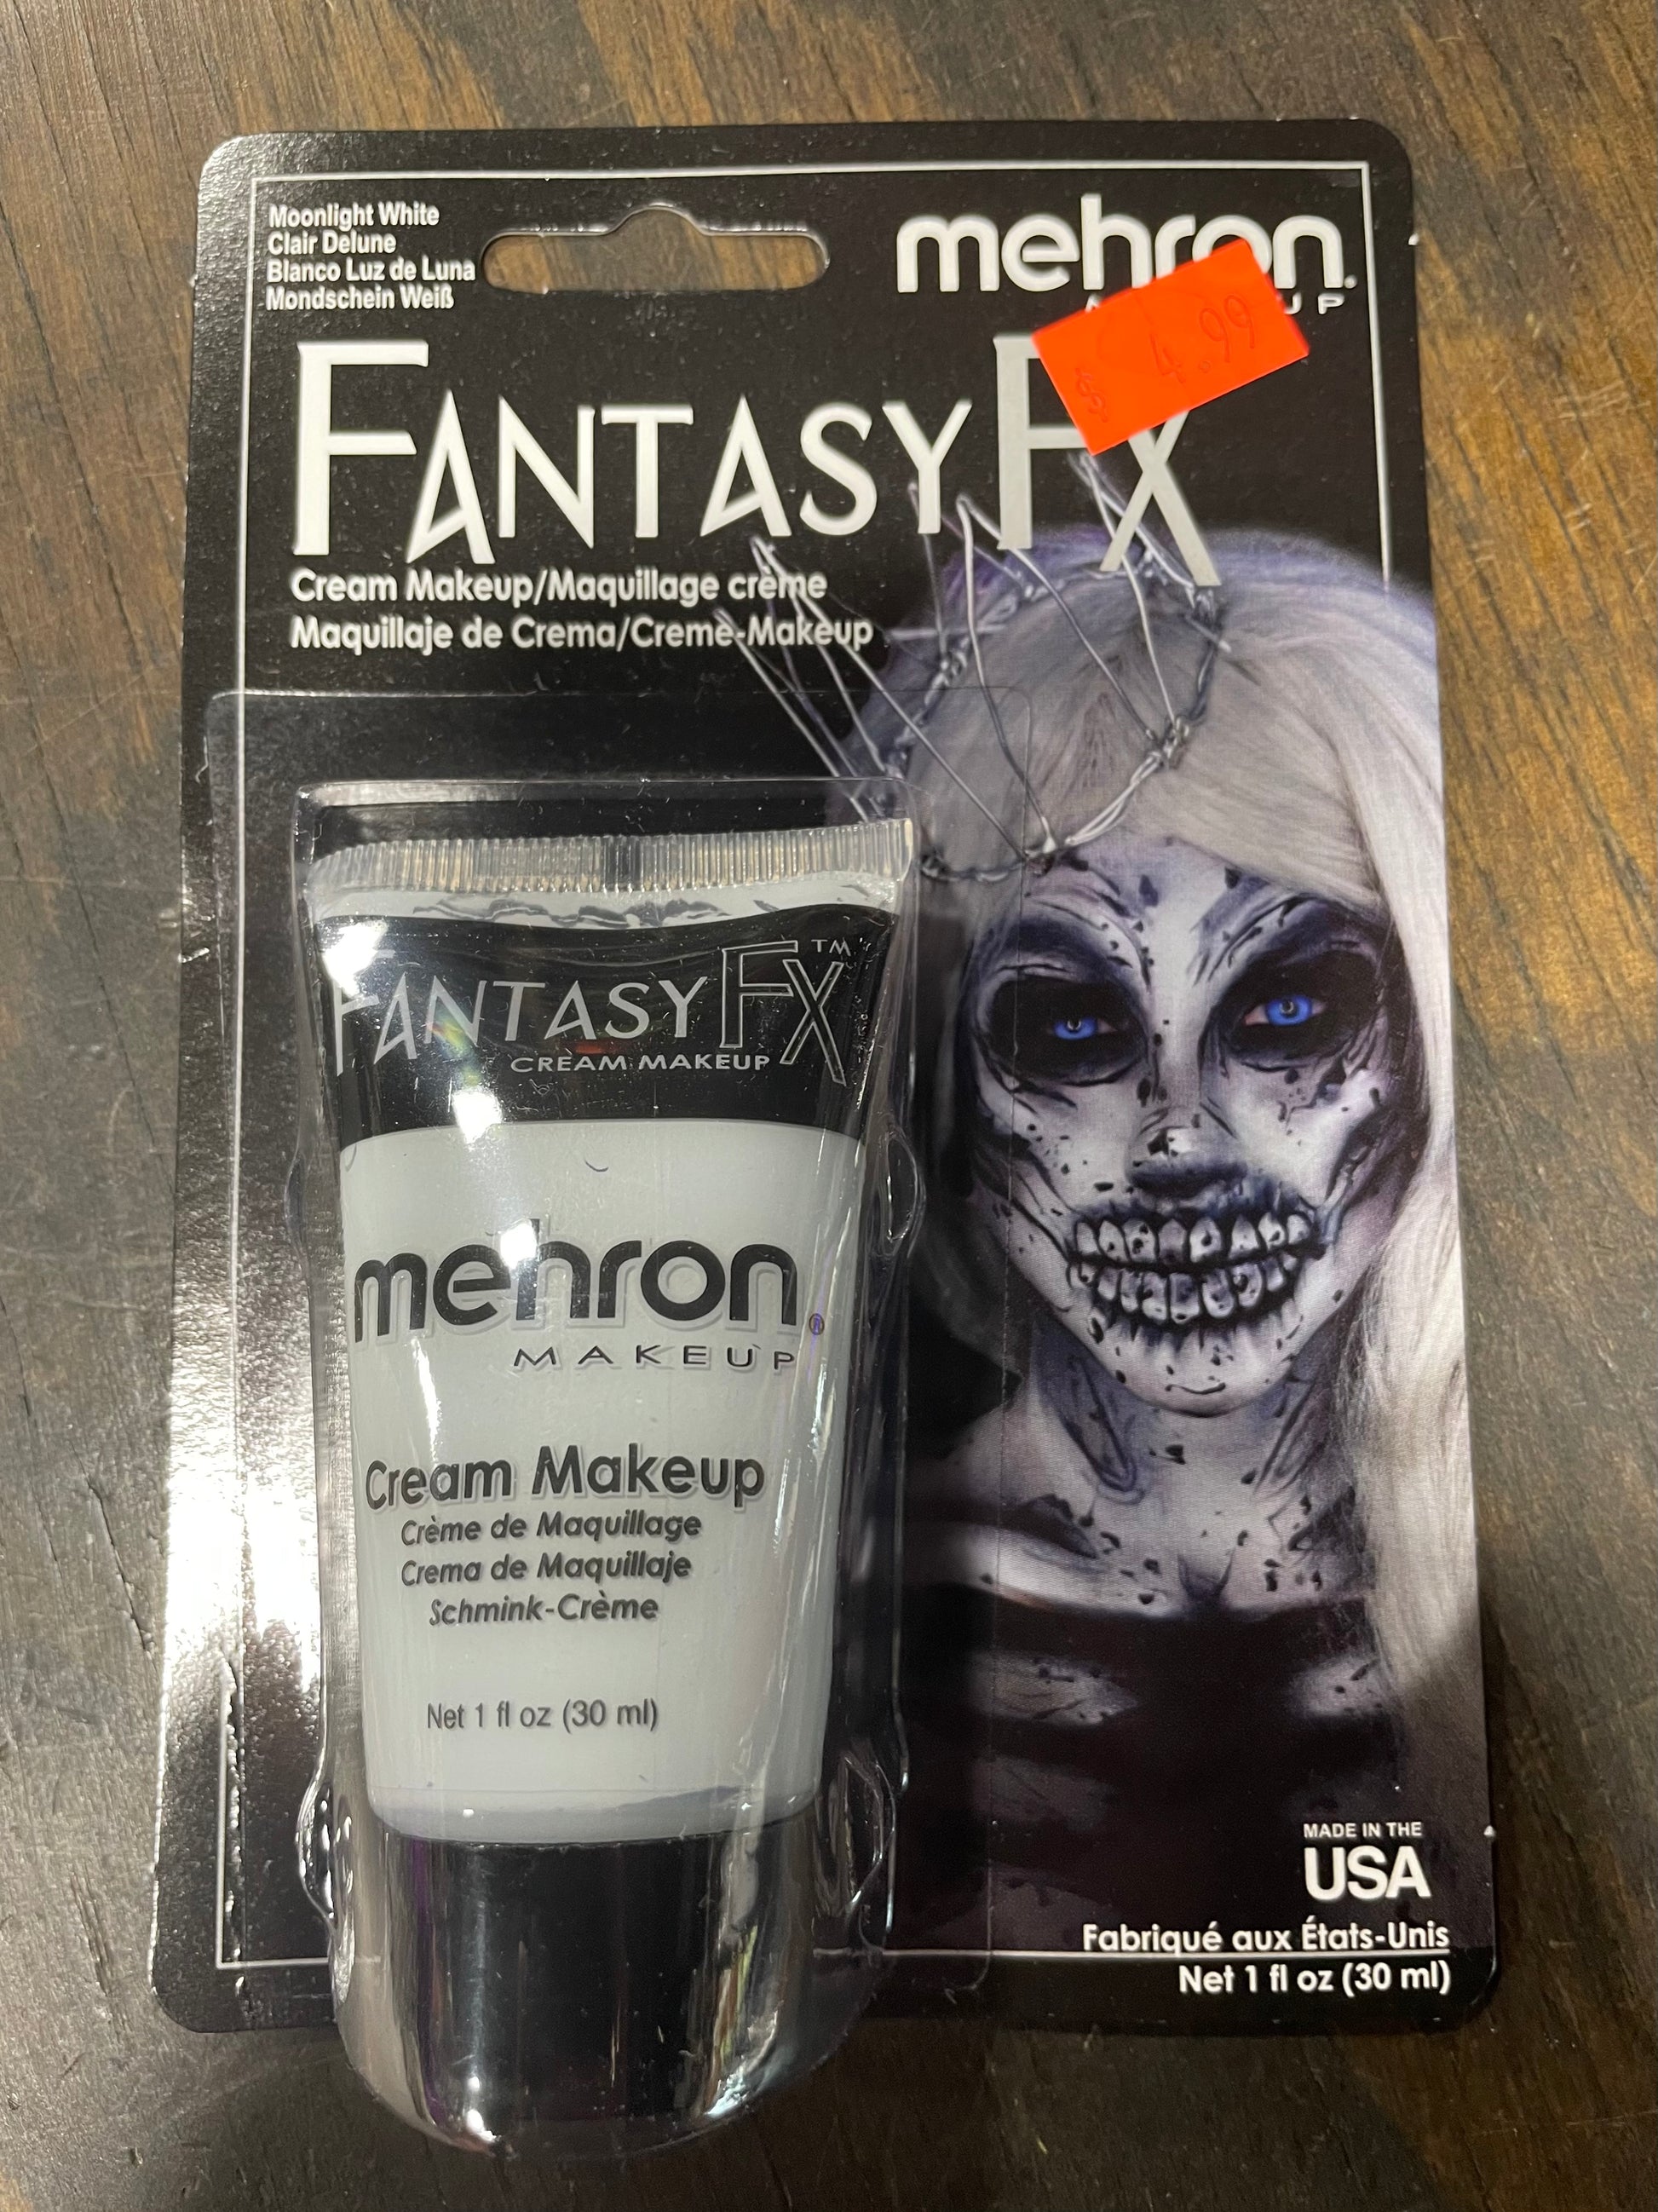 Moonlight White
Clair Delune
Blanco Luz de Luna
Mondschein Weiß
mehron.
4.99
FANTASY FX
Cream Makeup/Maquillage crème
Maquillaje de Crema/Creme-Makeup
FANTASY FX™
CREAM MAKEUP
mehron®
MAKEUP
Cream Makeup
Crème de Maquillage
Crema de Maquillaje
Schmink-Crème
Net 1 fl oz (30 ml)
MADE IN THE
USA
Fabriqué aux États-Unis
Net 1 fl oz (30 ml)